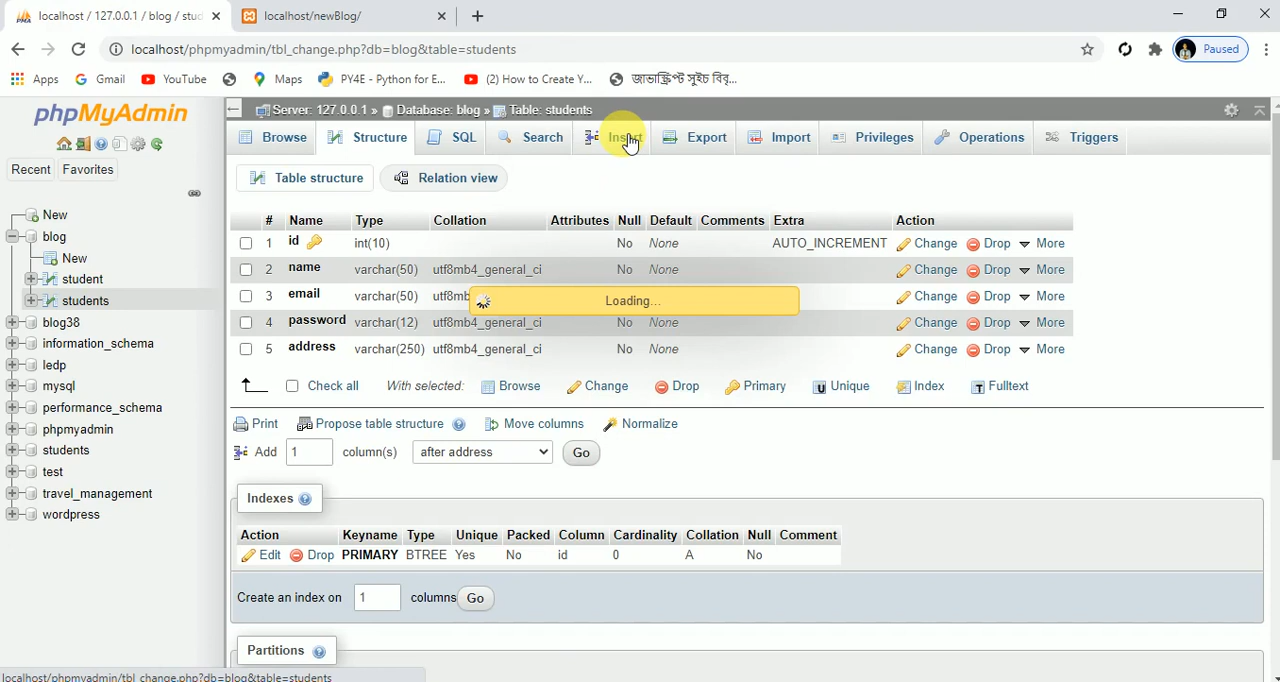 localhost / 127.0.0.1 / blog / stud
localhost/newBlog/
localhost/phpmyadmin/tbl_change.php?db=blog&table=students
Paused
Apps Gmail YouTube Maps PY4E - Python for E... (2) How to Create Y... জাভাস্ক্রিপ্ট সুইচ বিবৃ...
phpMyAdmin
Recent Favorites
New
blog
New
student
students
blog38
information_schema
ledp
mysql
performance_schema
phpmyadmin
students
test
travel_management
wordpress
Server: 127.0.0.1 » Database: blog » Table: students
Browse Structure SQL Search Insert Export Import Privileges Operations Triggers
Table structure Relation view
# Name Type Collation Attributes Null Default Comments Extra Action
1 id int(10) No None AUTO_INCREMENT Change Drop More
2 name varchar(50) utf8mb4_general_ci No None Change Drop More
3 email varchar(50) utf8mb No None Change Drop More
Loading...
4 password varchar(12) utf8mb4_general_ci No None Change Drop More
5 address varchar(250) utf8mb4_general_ci No None Change Drop More
Check all With selected: Browse Change Drop Primary Unique Index Fulltext
Print Propose table structure Move columns Normalize
Add 1 column(s) after address Go
Indexes
Action Keyname Type Unique Packed Column Cardinality Collation Null Comment
Edit Drop PRIMARY BTREE Yes No id 0 A No
Create an index on 1 columns Go
Partitions
localhost/phpmyadmin/tbl_change.php?db=blog&table=students